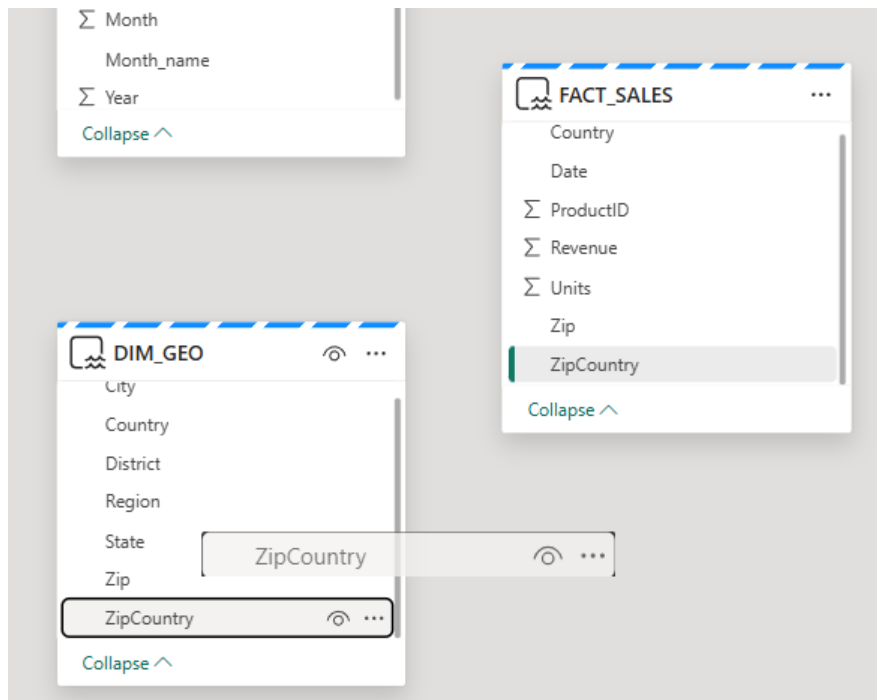 Month
Month_name
Year
Collapse
FACT_SALES
Country
Date
ProductID
Revenue
Units
Zip
ZipCountry
Collapse
DIM_GEO
City
Country
District
Region
State
Zip
ZipCountry
Collapse
ZipCountry